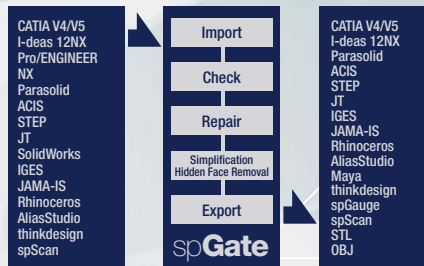 CATIA V4/V5
I-deas 12NX
Pro/ENGINEER
NX
Parasolid
ACIS
STEP
JT
SolidWorks
IGES
JAMA-IS
Rhinoceros
AliasStudio
thinkdesign
spScan
Import
Check
Repair
Simplification
Hidden Face Removal
Export
spGate
CATIA V4/V5
I-deas 12NX
Parasolid
ACIS
STEP
JT
IGES
JAMA-IS
Rhinoceros
AliasStudio
Maya
thinkdesign
spGauge
spScan
STL
OBJ